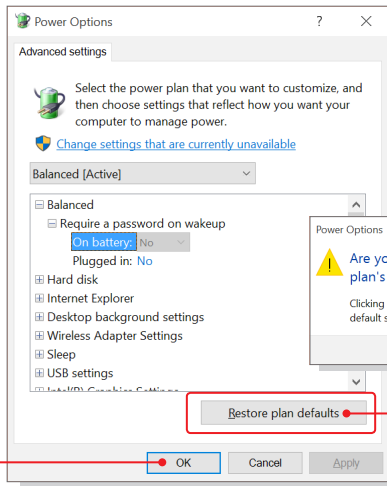 Power Options
Advanced settings
Select the power plan that you want to customize, and
then choose settings that reflect how you want your
computer to manage power.
Change settings that are currently unavailable
Balanced [Active]
Balanced
Require a password on wakeup
On battery: No
Plugged in: No
Hard disk
Internet Explorer
Desktop background settings
Wireless Adapter Settings
Sleep
USB settings
Power Options
Are yo
plan's
Clicking
default s
Restore plan defaults
OK Cancel Apply